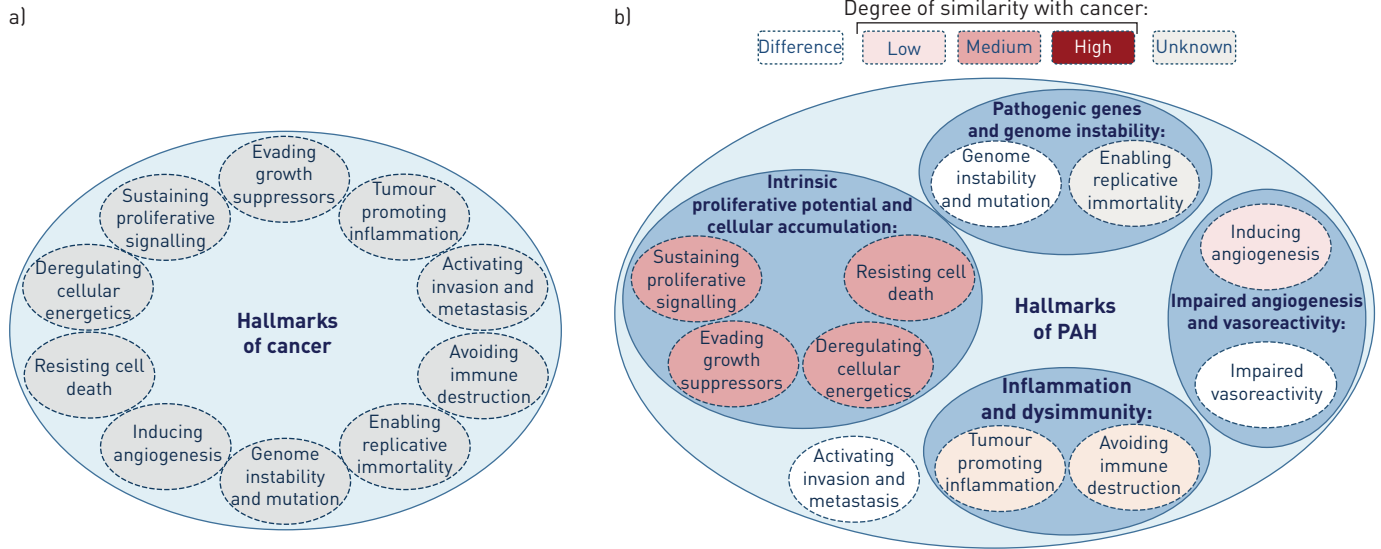 a)
Evading
growth
suppressors
Sustaining
proliferative
signalling
Tumour
promoting
inflammation
Deregulating
cellular
energetics
Activating
invasion and
metastasis
Hallmarks
of cancer
Resisting cell
death
Avoiding
immune
destruction
Inducing
angiogenesis
Genome
instability
and mutation
Enabling
replicative
immortality
b)
Degree of similarity with cancer:
Difference
Low
Medium
High
Unknown
Pathogenic genes
and genome instability:
Genome
instability
and mutation
Enabling
replicative
immortality
Intrinsic
proliferative potential and
cellular accumulation:
Sustaining
proliferative
signalling
Resisting cell
death
Evading
growth
suppressors
Deregulating
cellular
energetics
Hallmarks
of PAH
Inducing
angiogenesis
Impaired angiogenesis
and vasoreactivity:
Impaired
vasoreactivity
Inflammation
and dysimmunity:
Tumour
promoting
inflammation
Avoiding
immune
destruction
Activating
invasion and
metastasis